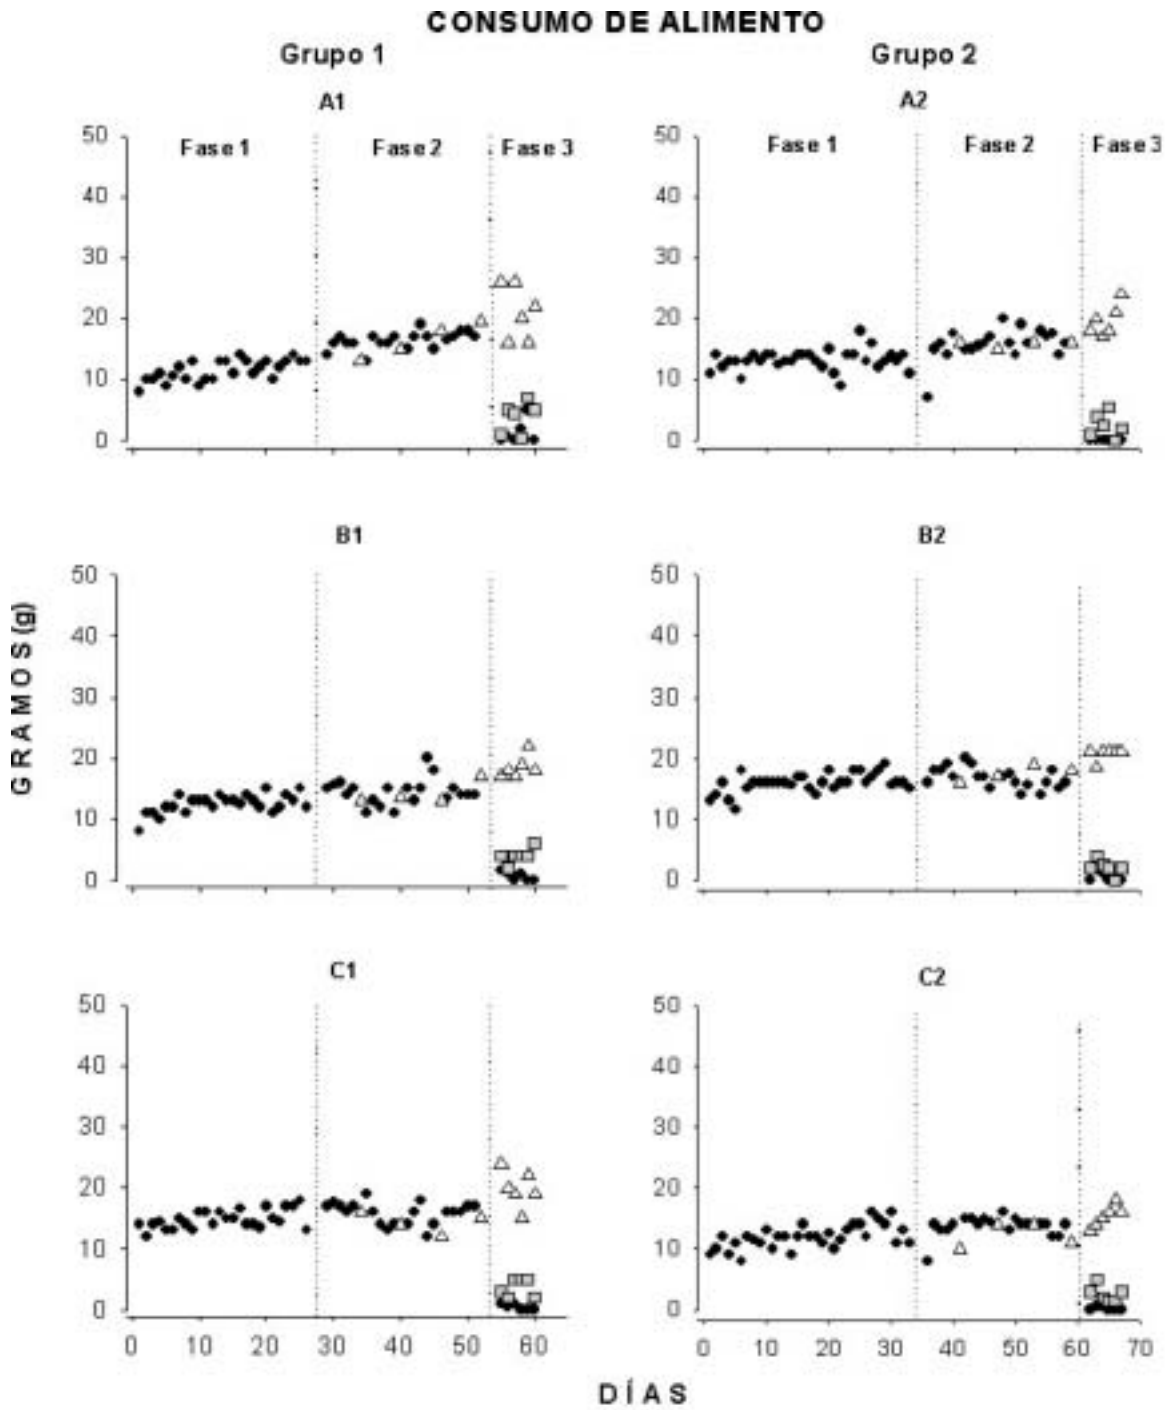 CONSUMO DE ALIMENTO
Grupo 1
Grupo 2
A1
A2
50
Fase 1
Fase 2
Fase 3
40
30
20
10
0
50
Fase 1
Fase 2
Fase 3
40
30
20
10
0
B1
B2
50
40
30
20
10
0
50
40
30
20
10
0
GRAMOS (g)
C1
C2
50
40
30
20
10
0
0 10 20 30 40 50 60
50
40
30
20
10
0
0 10 20 30 40 50 60 70
DÍAS